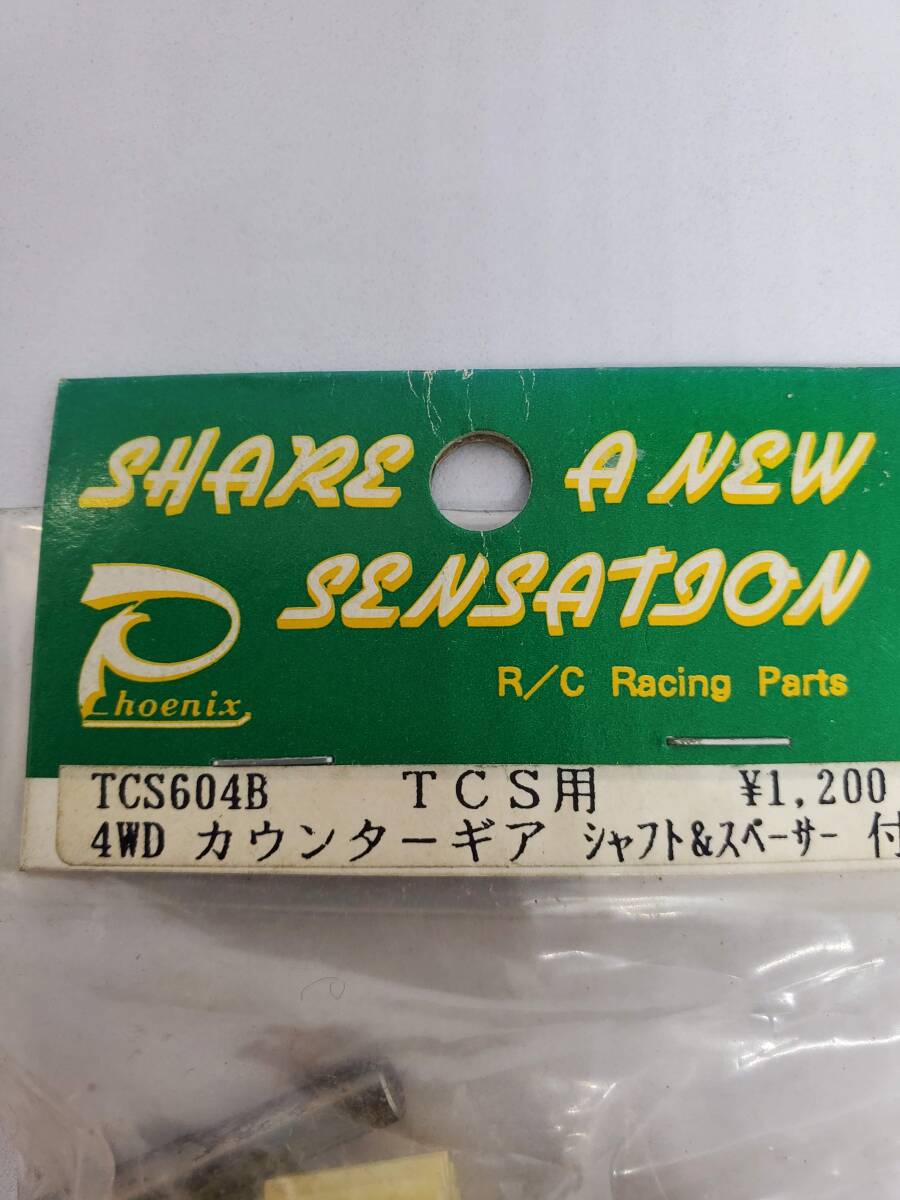 SHARE A NEW
SENSATION
Phoenix
R/C Racing Parts
TCS604B TCS用 ¥1,200
4WD カウンターギア シャフト&スペーサー 付